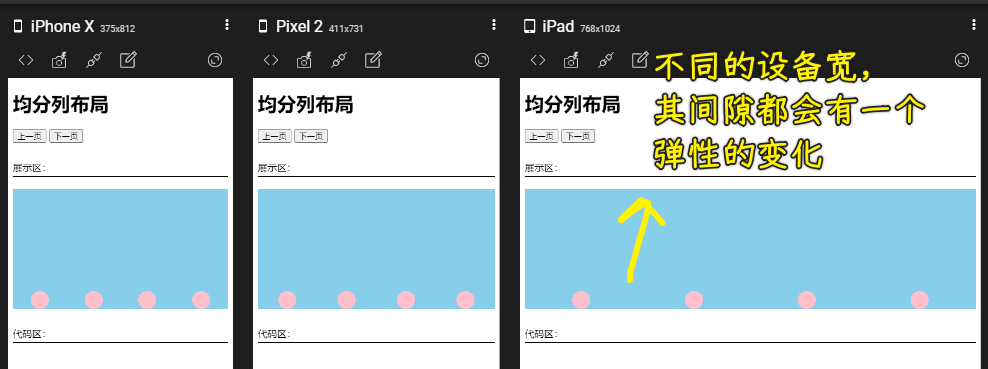 iPhone X 375x812
均分列布局
上一页 下一页
展示区：
代码区：
Pixel 2 411x731
均分列布局
上一页 下一页
展示区：
代码区：
iPad 768x1024
均分列布局
上一页 下一页
展示区：
代码区：
不同的设备宽，
其间隙都会有一个
弹性的变化